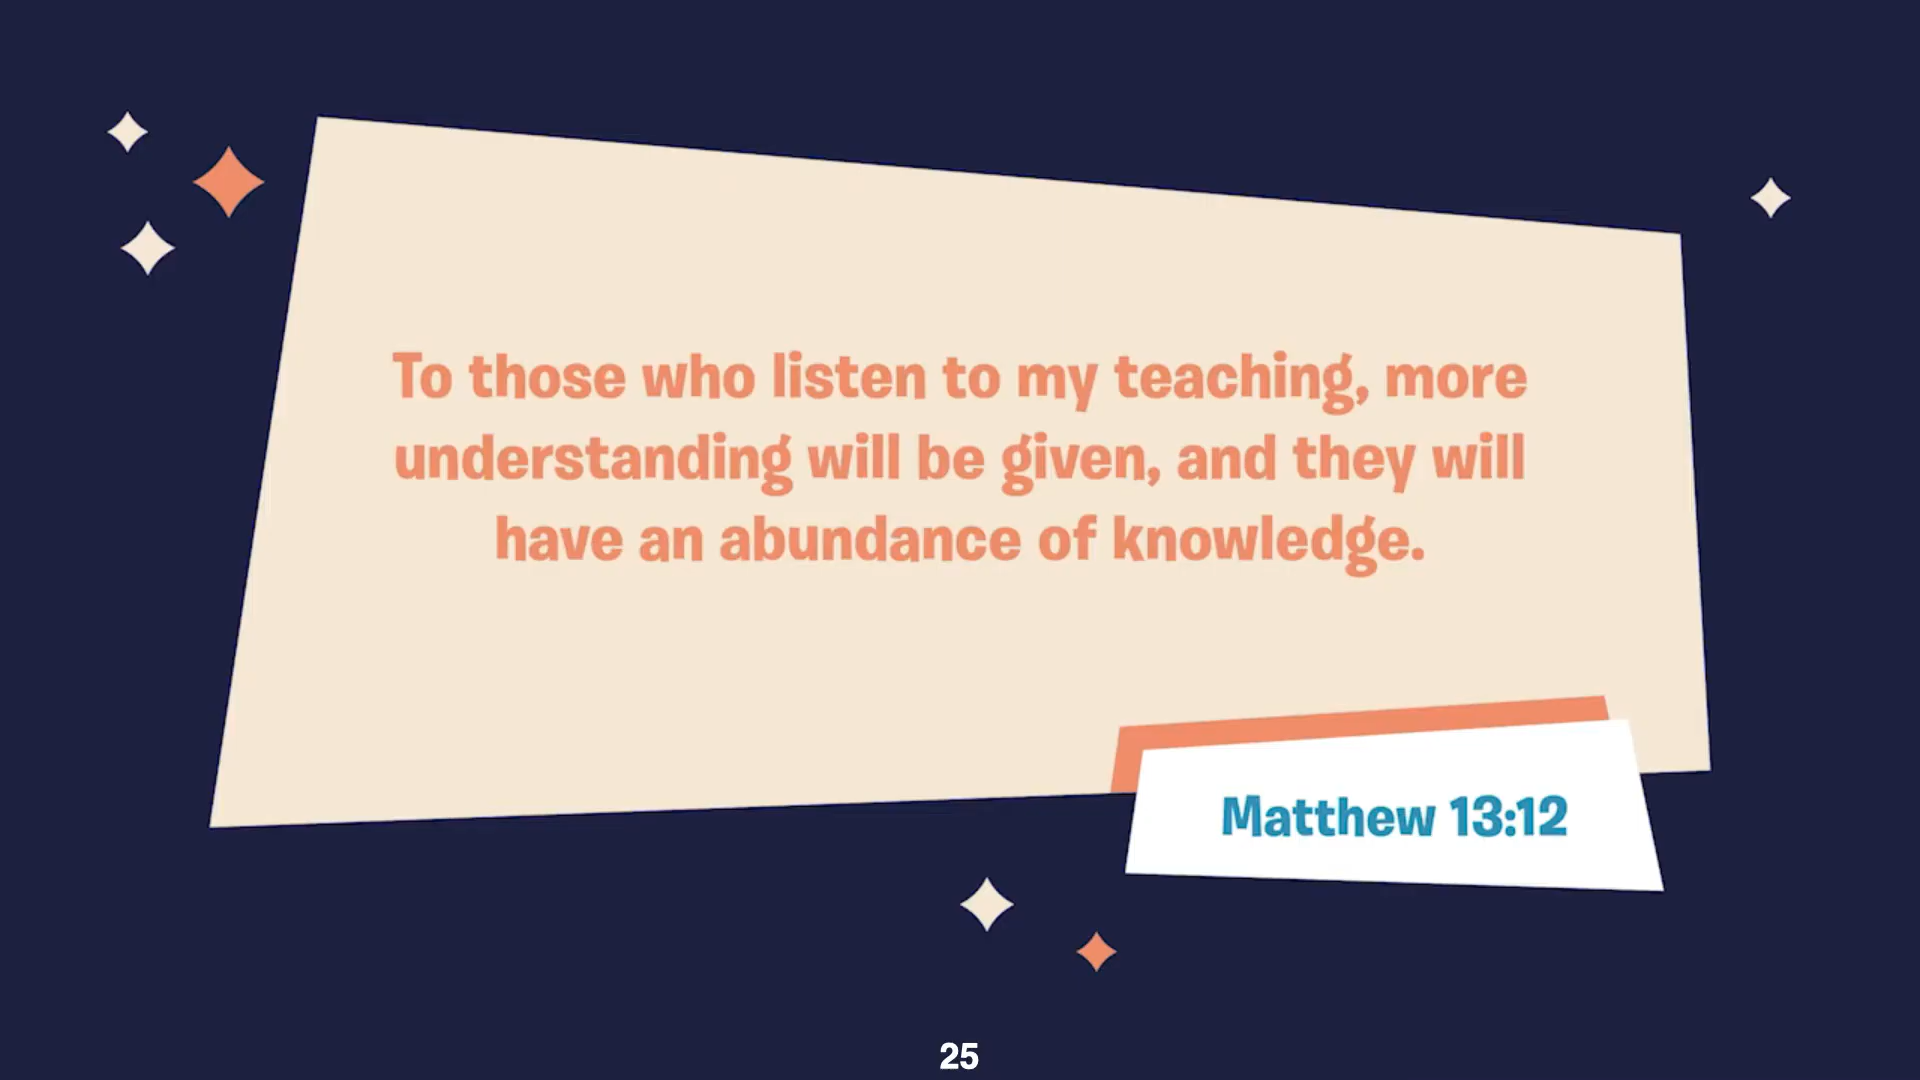 To those who listen to my teaching, more
understanding will be given, and they will
have an abundance of knowledge.
Matthew 13:12
25